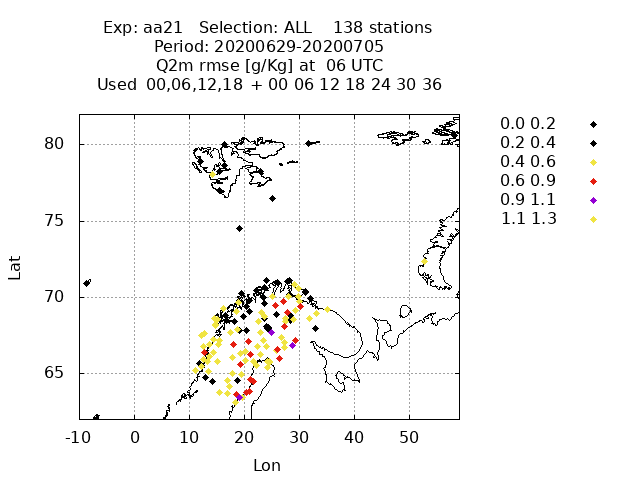 Exp: aa21 Selection: ALL 138 stations
Period: 20200629-20200705
Q2m rmse [g/Kg] at 06 UTC
Used 00,06,12,18 + 00 06 12 18 24 30 36
0.0 0.2
0.2 0.4
0.4 0.6
0.6 0.9
0.9 1.1
1.1 1.3
80
75
70
65
Lat
-10 0 10 20 30 40 50
Lon